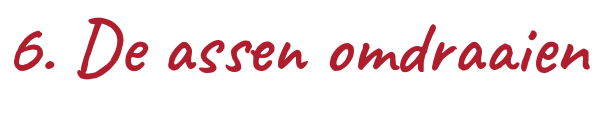 6. De assen omdraaien